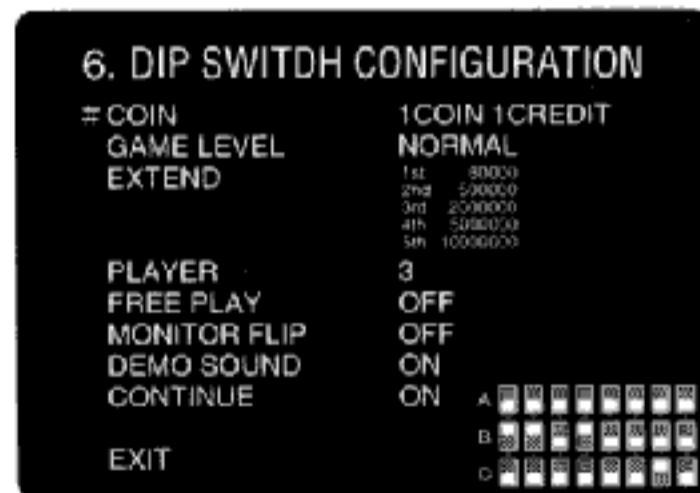 6. DIP SWITDH CONFIGURATION
# COIN 1COIN 1CREDIT
GAME LEVEL NORMAL
EXTEND 1st 80000
2nd 500000
3rd 2000000
4th 5000000
5th 10000000
PLAYER 3
FREE PLAY OFF
MONITOR FLIP OFF
DEMO SOUND ON
CONTINUE ON
A
B
C
EXIT